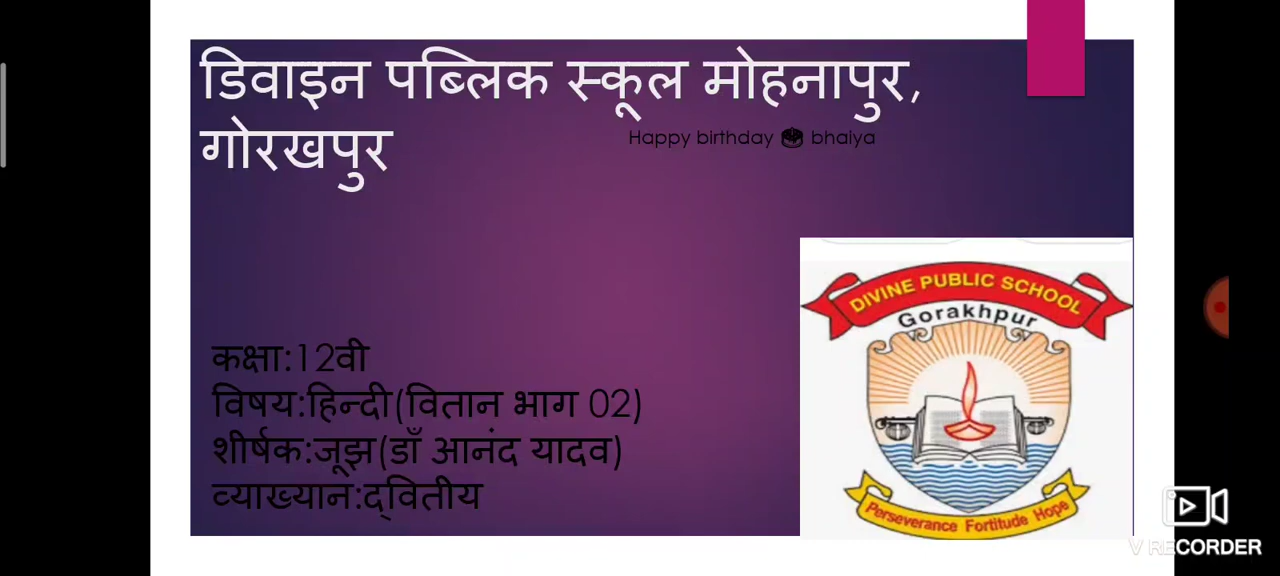 डिवाइन पब्लिक स्कूल मोहनापुर,
गोरखपुर
Happy birthday 🎂 bhaiya
कक्षा:12वी
विषय:हिन्दी(वितान भाग 02)
शीर्षक:जूझ(डाँ आनंद यादव)
व्याख्यान:द्वितीय
DIVINE PUBLIC SCHOOL
Gorakhpur
Perseverance Fortitude Hope
V RECORDER